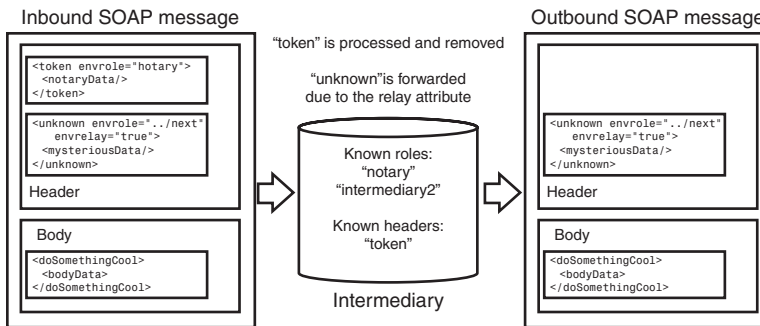 Inbound SOAP message
<token envrole="hotary">
<notaryData/>
</token>
<unknown envrole="../next"
envrelay="true">
<mysteriousData/>
</unknown>
Header
Body
<doSomethingCool>
<bodyData>
</doSomethingCool>
“token” is processed and removed
“unknown”is forwarded
due to the relay attribute
Known roles:
“notary”
“intermediary2”
Known headers:
“token”
Intermediary
Outbound SOAP message
<unknown envrole="../next"
envrelay="true">
<mysteriousData/>
</unknown>
Header
Body
<doSomethingCool>
<bodyData>
</doSomethingCool>